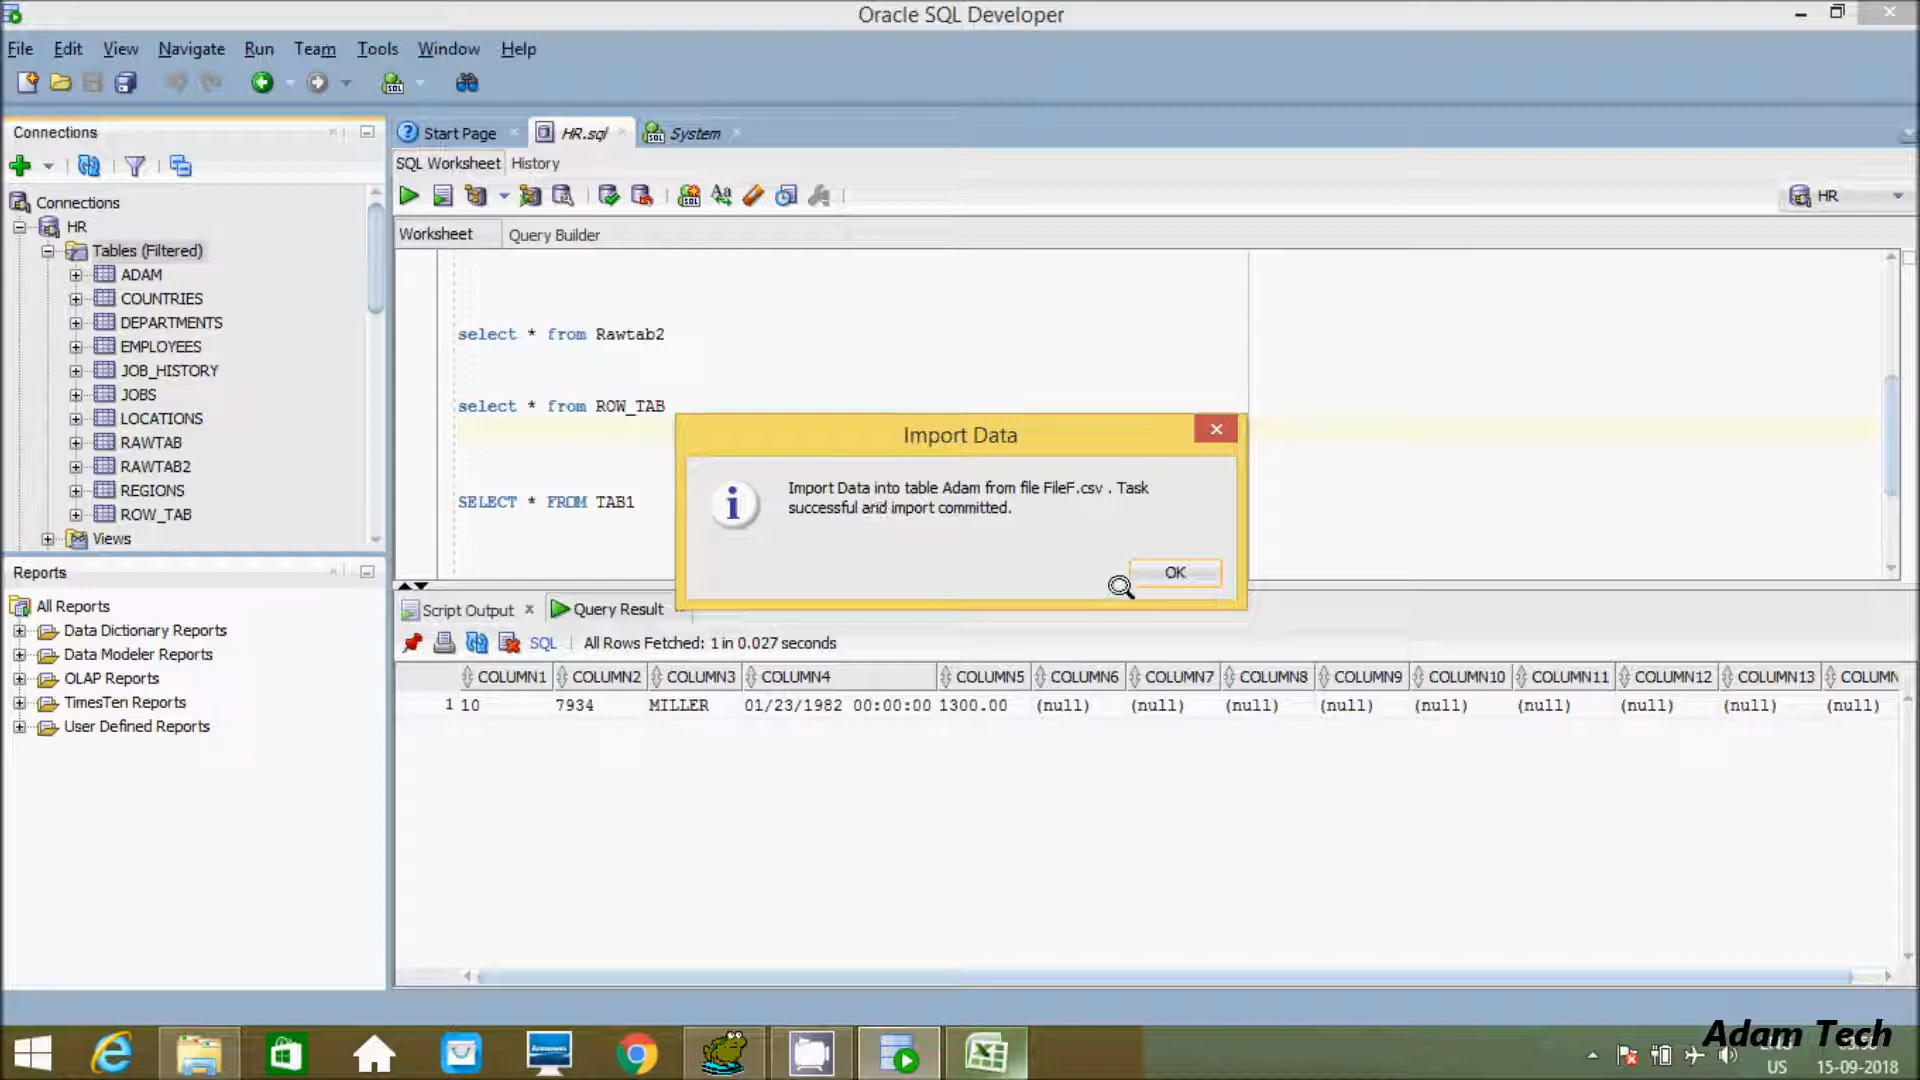 Oracle SQL Developer
File Edit View Navigate Run Team Tools Window Help
Connections
Connections
HR
Tables (Filtered)
ADAM
COUNTRIES
DEPARTMENTS
EMPLOYEES
JOB_HISTORY
JOBS
LOCATIONS
RAWTAB
RAWTAB2
REGIONS
ROW_TAB
Views
Reports
All Reports
Data Dictionary Reports
Data Modeler Reports
OLAP Reports
TimesTen Reports
User Defined Reports
Start Page HR.sql System
SQL Worksheet History
HR
Worksheet Query Builder
select * from Rawtab2
select * from ROW_TAB
SELECT * FROM TAB1
Import Data
Import Data into table Adam from file FileF.csv . Task
successful and import committed.
OK
Script Output Query Result
SQL All Rows Fetched: 1 in 0.027 seconds
COLUMN1 COLUMN2 COLUMN3 COLUMN4 COLUMN5 COLUMN6 COLUMN7 COLUMN8 COLUMN9 COLUMN10 COLUMN11 COLUMN12 COLUMN13 COLUMN
1 10 7934 MILLER 01/23/1982 00:00:00 1300.00 (null) (null) (null) (null) (null) (null) (null) (null) (null)
Adam Tech
US 15-09-2018